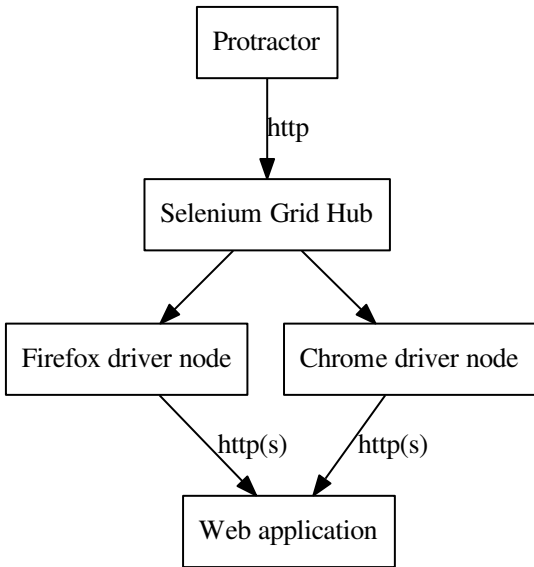 Protractor
http
Selenium Grid Hub
Firefox driver node
Chrome driver node
http(s)
http(s)
Web application